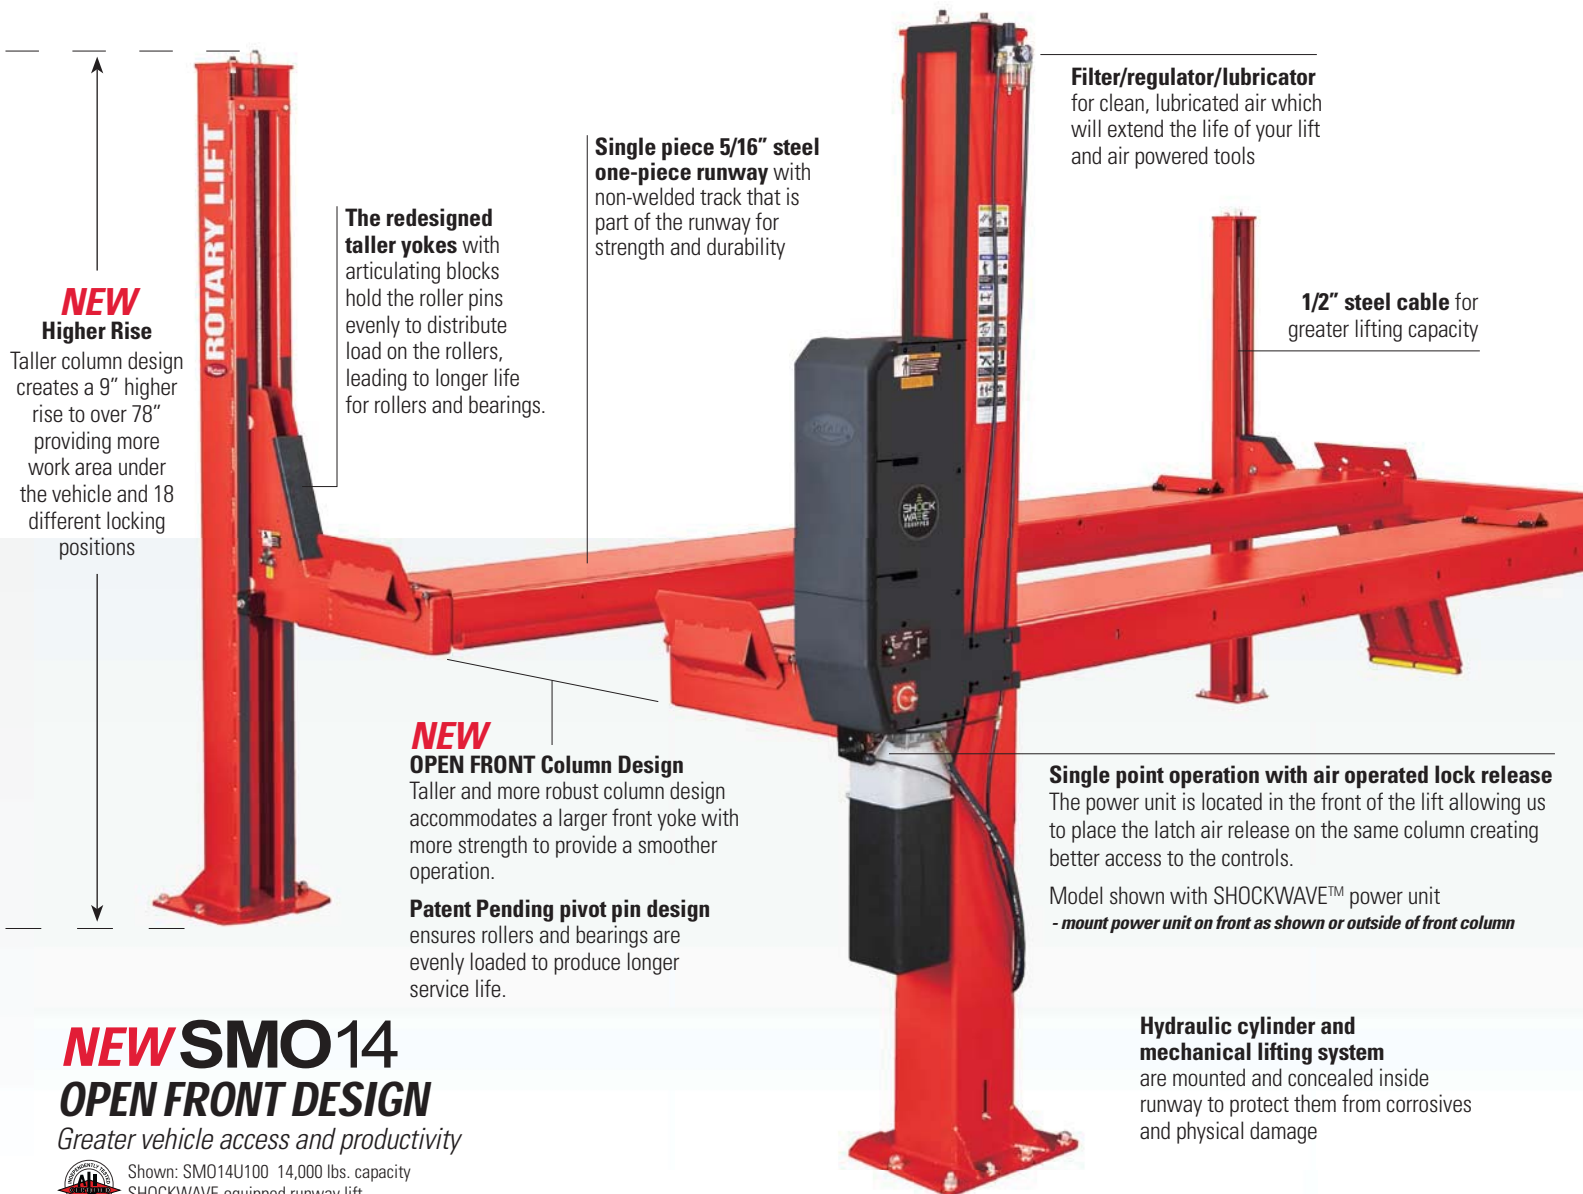 ROTARY LIFT
NEW
Higher Rise
Taller column design
creates a 9” higher
rise to over 78”
providing more
work area under
the vehicle and 18
different locking
positions
The redesigned
taller yokes with
articulating blocks
hold the roller pins
evenly to distribute
load on the rollers,
leading to longer life
for rollers and bearings.
Single piece 5/16” steel
one-piece runway with
non-welded track that is
part of the runway for
strength and durability
Filter/regulator/lubricator
for clean, lubricated air which
will extend the life of your lift
and air powered tools
1/2” steel cable for
greater lifting capacity
SHOCK
WAVE
EQUIPPED
NEW
OPEN FRONT Column Design
Taller and more robust column design
accommodates a larger front yoke with
more strength to provide a smoother
operation.
Patent Pending pivot pin design
ensures rollers and bearings are
evenly loaded to produce longer
service life.
Single point operation with air operated lock release
The power unit is located in the front of the lift allowing us
to place the latch air release on the same column creating
better access to the controls.
Model shown with SHOCKWAVE™ power unit
- mount power unit on front as shown or outside of front column
Hydraulic cylinder and
mechanical lifting system
are mounted and concealed inside
runway to protect them from corrosives
and physical damage
NEW SMO14
OPEN FRONT DESIGN
Greater vehicle access and productivity
INDEPENDENTLY TESTED
ALI
Shown: SMO14U100 14,000 lbs. capacity
SHOCKWAVE equipped runway lift